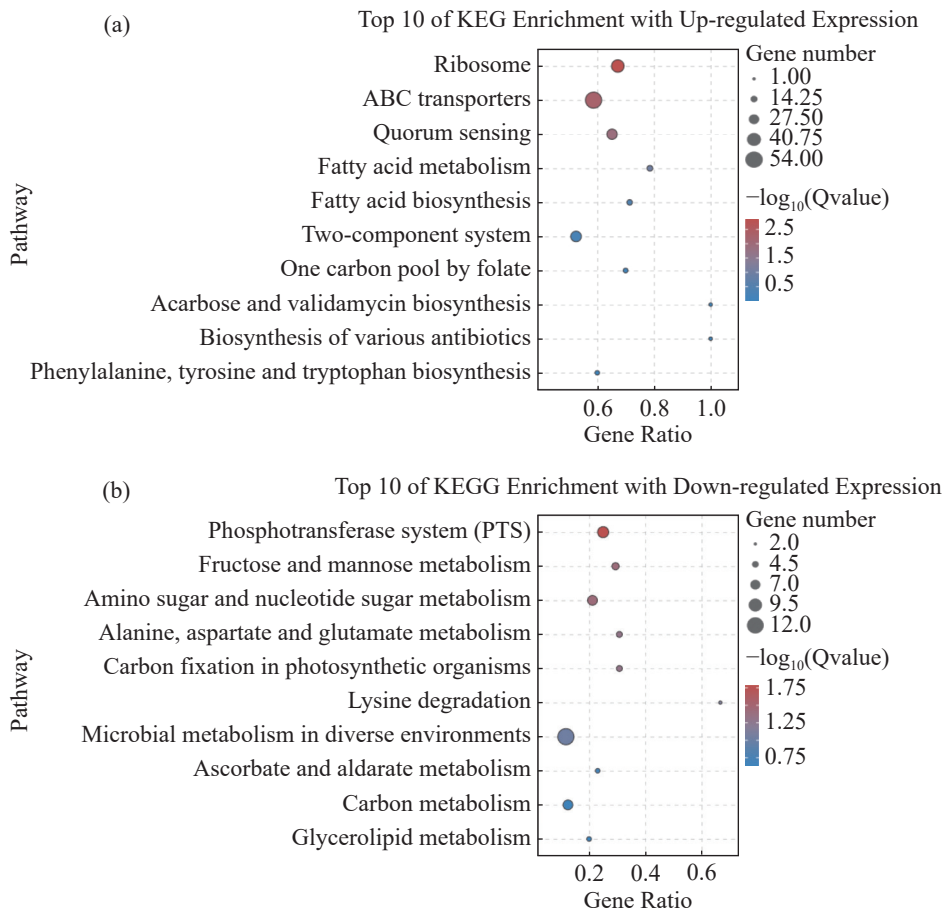 (a)
Top 10 of KEG Enrichment with Up-regulated Expression
Pathway
Ribosome
ABC transporters
Quorum sensing
Fatty acid metabolism
Fatty acid biosynthesis
Two-component system
One carbon pool by folate
Acarbose and validamycin biosynthesis
Biosynthesis of various antibiotics
Phenylalanine, tyrosine and tryptophan biosynthesis
0.6 0.8 1.0
Gene Ratio
Gene number
1.00
14.25
27.50
40.75
54.00
−log10(Qvalue)
2.5
1.5
0.5
(b)
Top 10 of KEGG Enrichment with Down-regulated Expression
Pathway
Phosphotransferase system (PTS)
Fructose and mannose metabolism
Amino sugar and nucleotide sugar metabolism
Alanine, aspartate and glutamate metabolism
Carbon fixation in photosynthetic organisms
Lysine degradation
Microbial metabolism in diverse environments
Ascorbate and aldarate metabolism
Carbon metabolism
Glycerolipid metabolism
0.2 0.4 0.6
Gene Ratio
Gene number
2.0
4.5
7.0
9.5
12.0
−log10(Qvalue)
1.75
1.25
0.75